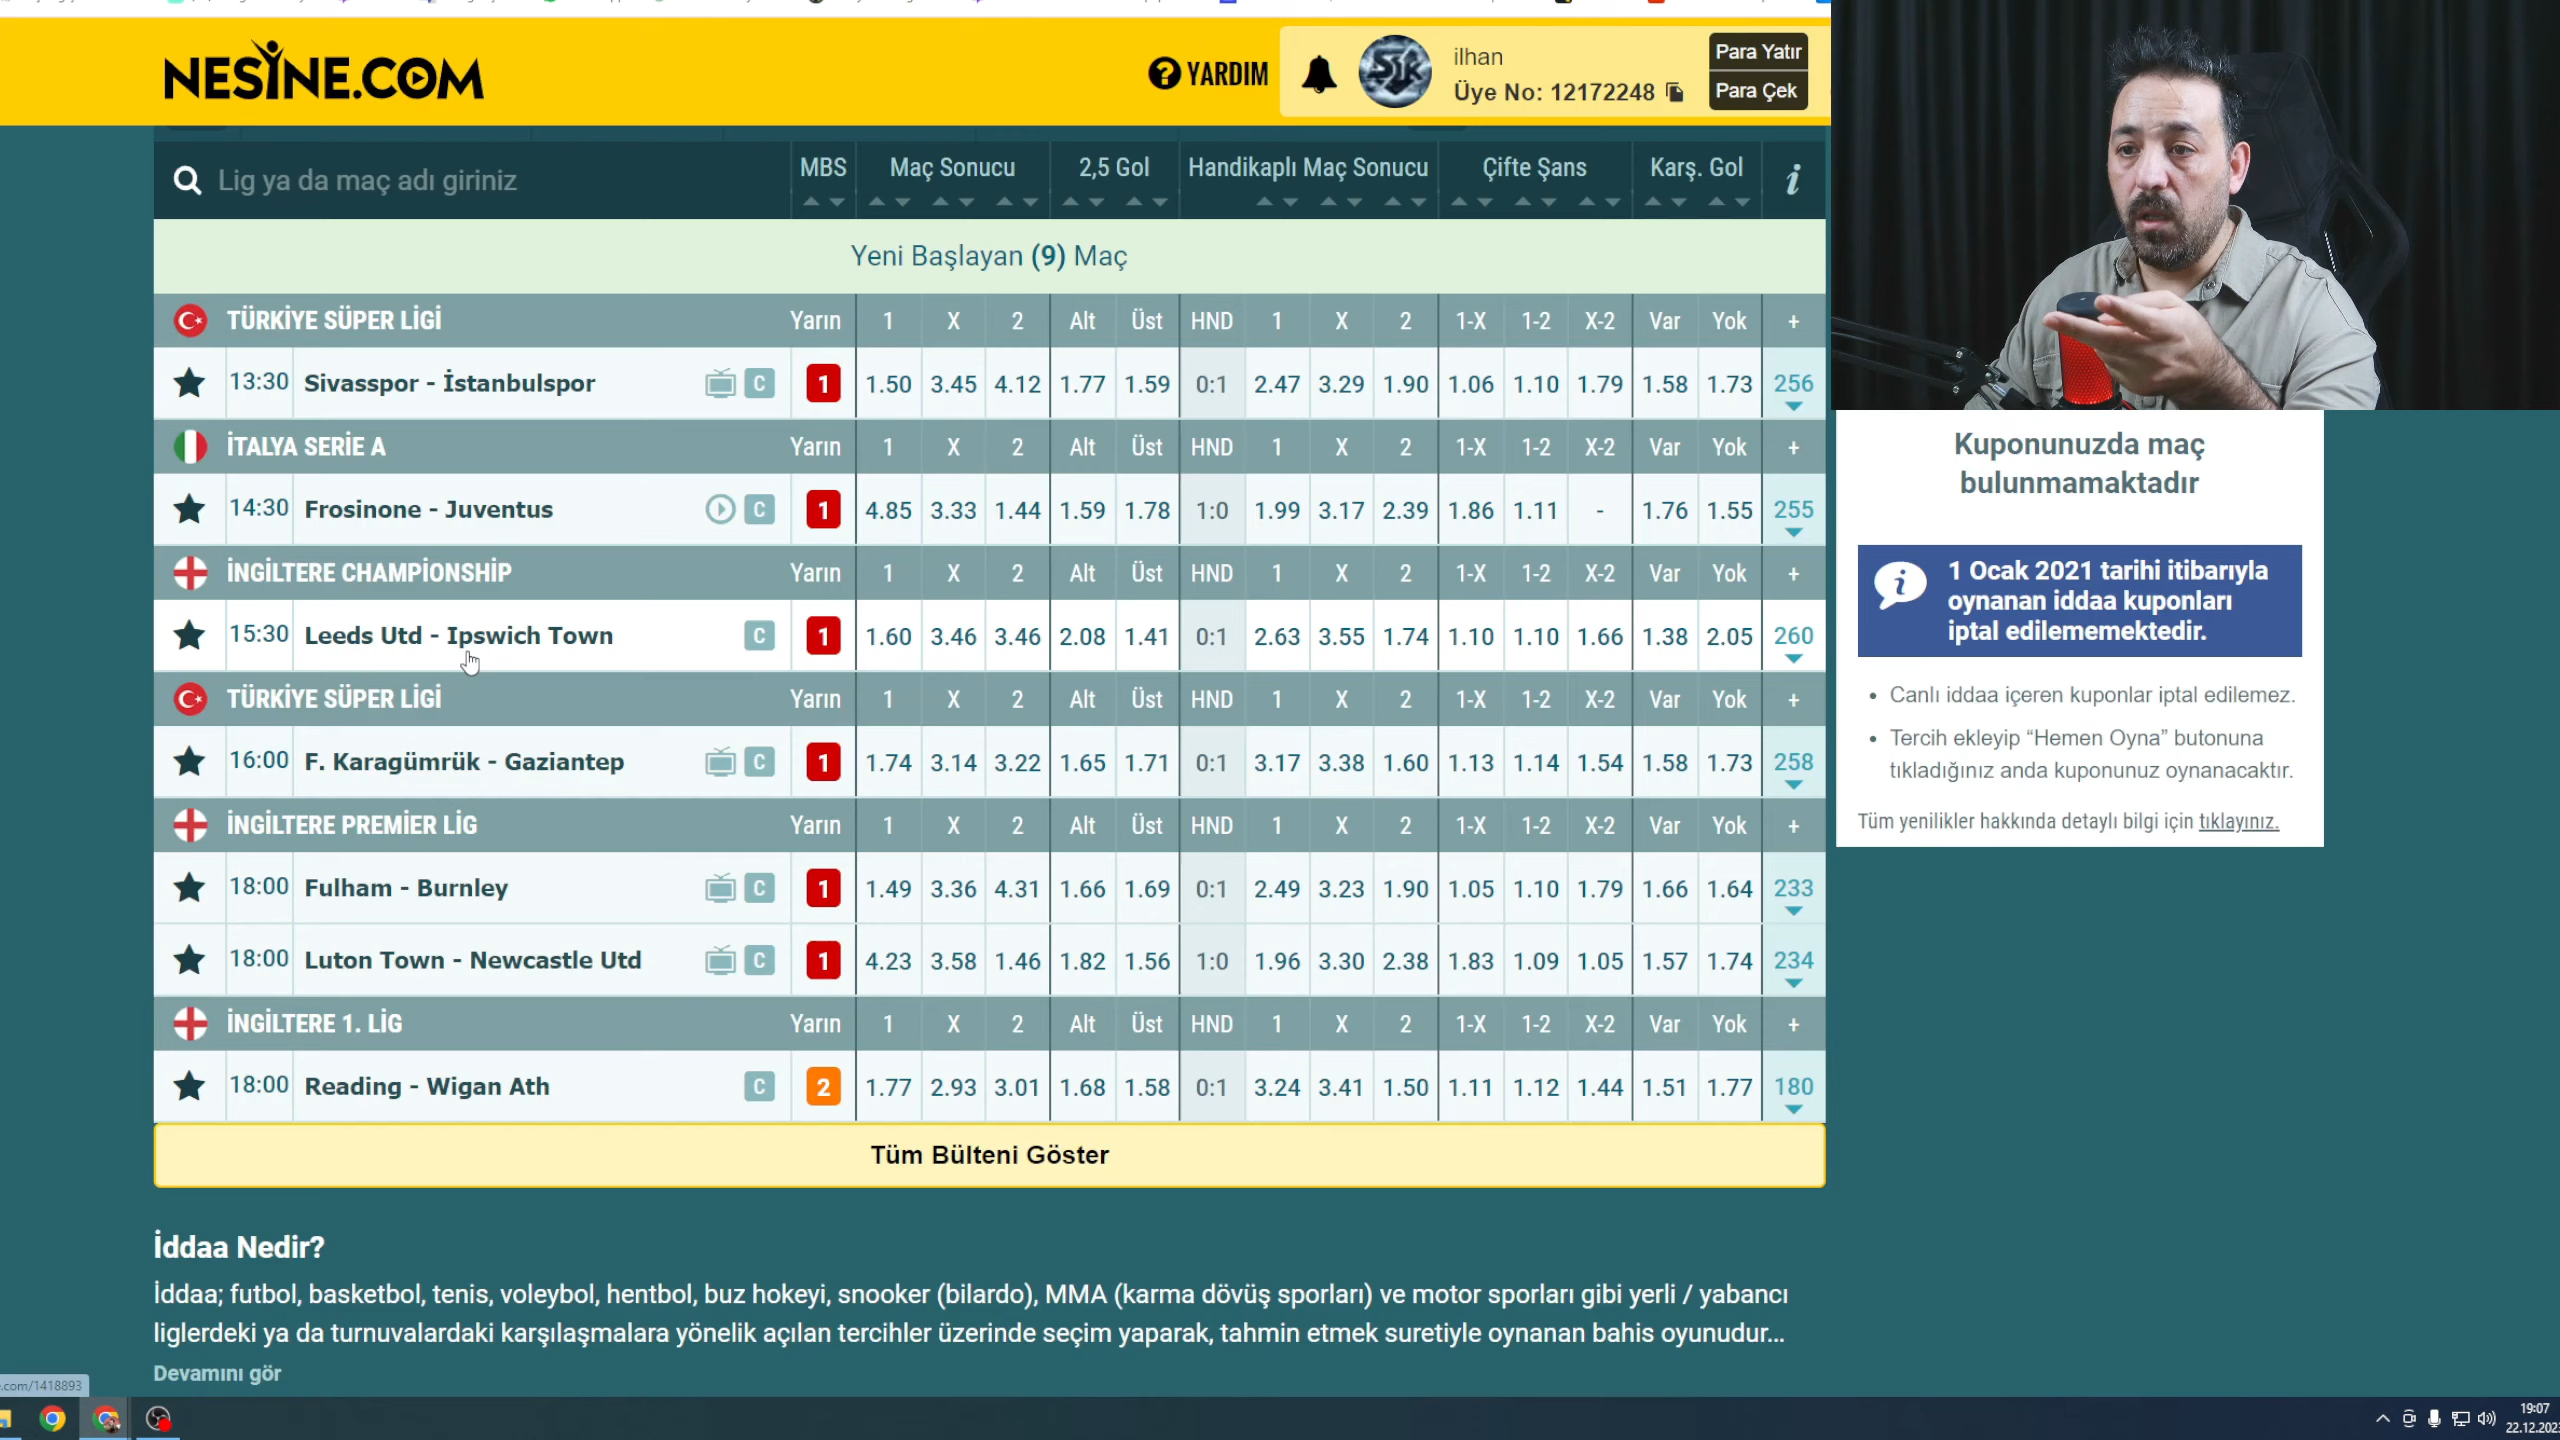 NESİNE.COM
YARDIM
ilhan
Üye No: 12172248
Para Yatır
Para Çek
Lig ya da maç adı giriniz
MBS Maç Sonucu 2,5 Gol Handikaplı Maç Sonucu Çifte Şans Karş. Gol i
Yeni Başlayan (9) Maç
TÜRKİYE SÜPER LİGİ Yarın 1 X 2 Alt Üst HND 1 X 2 1-X 1-2 X-2 Var Yok +
13:30 Sivasspor - İstanbulspor C 1 1.50 3.45 4.12 1.77 1.59 0:1 2.47 3.29 1.90 1.06 1.10 1.79 1.58 1.73 256
İTALYA SERİE A Yarın 1 X 2 Alt Üst HND 1 X 2 1-X 1-2 X-2 Var Yok +
14:30 Frosinone - Juventus C 1 4.85 3.33 1.44 1.59 1.78 1:0 1.99 3.17 2.39 1.86 1.11 - 1.76 1.55 255
İNGİLTERE CHAMPİONSHİP Yarın 1 X 2 Alt Üst HND 1 X 2 1-X 1-2 X-2 Var Yok +
15:30 Leeds Utd - Ipswich Town C 1 1.60 3.46 3.46 2.08 1.41 0:1 2.63 3.55 1.74 1.10 1.10 1.66 1.38 2.05 260
TÜRKİYE SÜPER LİGİ Yarın 1 X 2 Alt Üst HND 1 X 2 1-X 1-2 X-2 Var Yok +
16:00 F. Karagümrük - Gaziantep C 1 1.74 3.14 3.22 1.65 1.71 0:1 3.17 3.38 1.60 1.13 1.14 1.54 1.58 1.73 258
İNGİLTERE PREMİER LİG Yarın 1 X 2 Alt Üst HND 1 X 2 1-X 1-2 X-2 Var Yok +
18:00 Fulham - Burnley C 1 1.49 3.36 4.31 1.66 1.69 0:1 2.49 3.23 1.90 1.05 1.10 1.79 1.66 1.64 233
18:00 Luton Town - Newcastle Utd C 1 4.23 3.58 1.46 1.82 1.56 1:0 1.96 3.30 2.38 1.83 1.09 1.05 1.57 1.74 234
İNGİLTERE 1. LİG Yarın 1 X 2 Alt Üst HND 1 X 2 1-X 1-2 X-2 Var Yok +
18:00 Reading - Wigan Ath C 2 1.77 2.93 3.01 1.68 1.58 0:1 3.24 3.41 1.50 1.11 1.12 1.44 1.51 1.77 180
Tüm Bülteni Göster
İddaa Nedir?
İddaa; futbol, basketbol, tenis, voleybol, hentbol, buz hokeyi, snooker (bilardo), MMA (karma dövüş sporları) ve motor sporları gibi yerli / yabancı
liglerdeki ya da turnuvalardaki karşılaşmalara yönelik açılan tercihler üzerinde seçim yaparak, tahmin etmek suretiyle oynanan bahis oyunudur...
Devamını gör
Kuponunuzda maç
bulunmamaktadır
1 Ocak 2021 tarihi itibarıyla
oynanan iddaa kuponları
iptal edilememektedir.
• Canlı iddaa içeren kuponlar iptal edilemez.
• Tercih ekleyip “Hemen Oyna” butonuna
tıkladığınız anda kuponunuz oynanacaktır.
Tüm yenilikler hakkında detaylı bilgi için tıklayınız.
.com/1418893
19:07
22.12.202